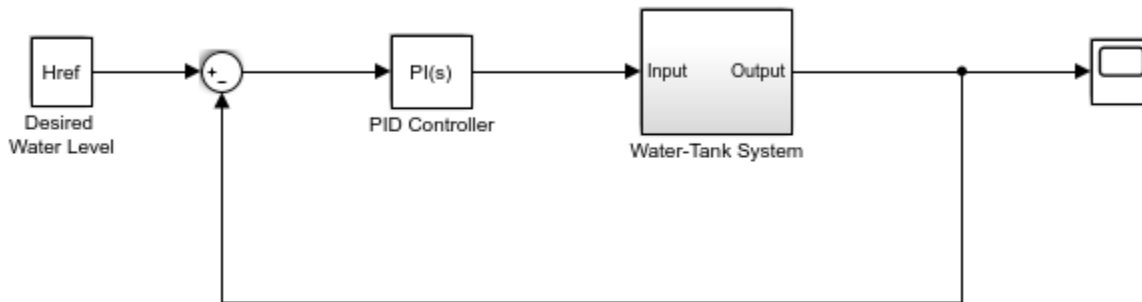 Href
+
−
PI(s)
Input
Output
Desired
Water Level
PID Controller
Water-Tank System